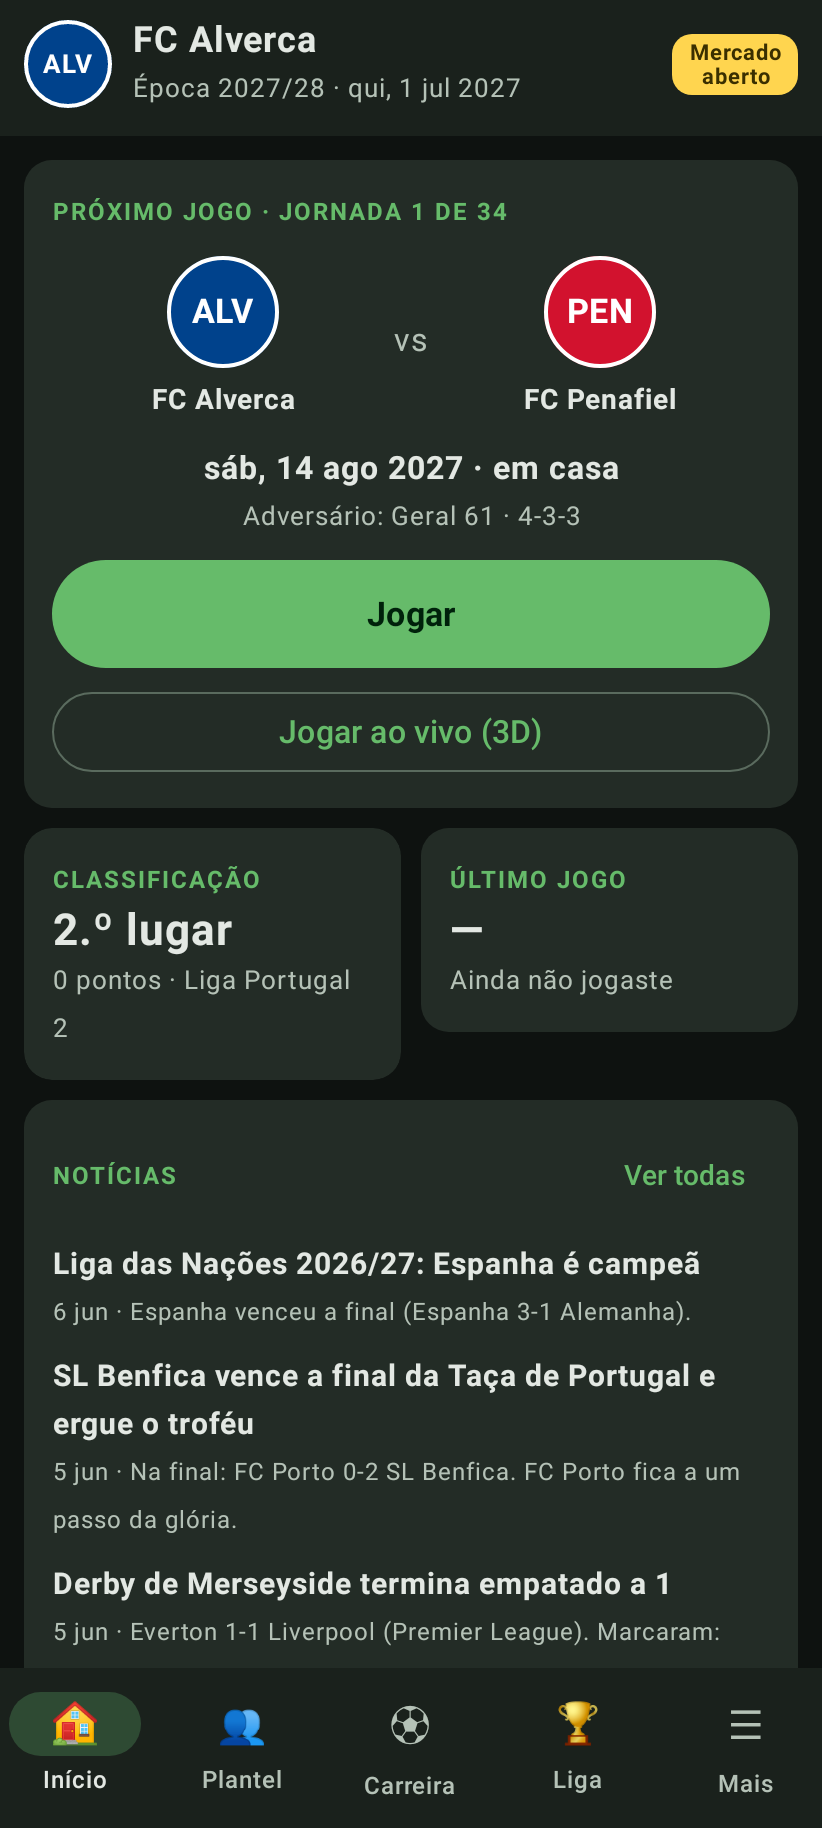 ALV
FC Alverca
Época 2027/28 · qui, 1 jul 2027
Mercado
aberto
PRÓXIMO JOGO · JORNADA 1 DE 34
ALV
vs
PEN
FC Alverca
FC Penafiel
sáb, 14 ago 2027 · em casa
Adversário: Geral 61 · 4-3-3
Jogar
Jogar ao vivo (3D)
CLASSIFICAÇÃO
2.º lugar
0 pontos · Liga Portugal
2
ÚLTIMO JOGO
—
Ainda não jogaste
NOTÍCIAS
Ver todas
Liga das Nações 2026/27: Espanha é campeã
6 jun · Espanha venceu a final (Espanha 3-1 Alemanha).
SL Benfica vence a final da Taça de Portugal e
ergue o troféu
5 jun · Na final: FC Porto 0-2 SL Benfica. FC Porto fica a um
passo da glória.
Derby de Merseyside termina empatado a 1
5 jun · Everton 1-1 Liverpool (Premier League). Marcaram:
Início
Plantel
Carreira
Liga
Mais